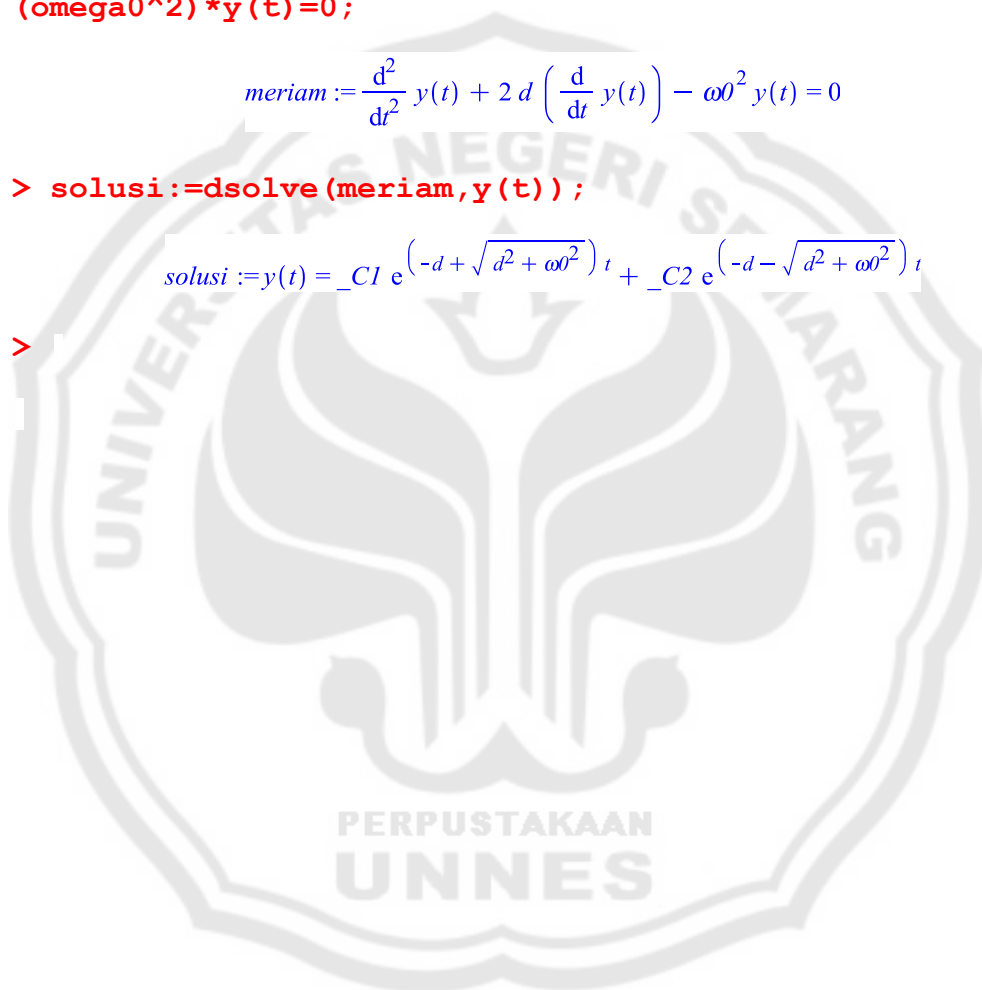 (omega0^2)*y(t)=0;
meriam := d²/dt² y(t) + 2 d (d/dt y(t)) − ω0² y(t) = 0
> solusi:=dsolve(meriam,y(t));
solusi := y(t) = _C1 e^((-d + √(d² + ω0²)) t) + _C2 e^((-d − √(d² + ω0²)) t)
>
UNIVERSITAS NEGERI SEMARANG
PERPUSTAKAAN
UNNES